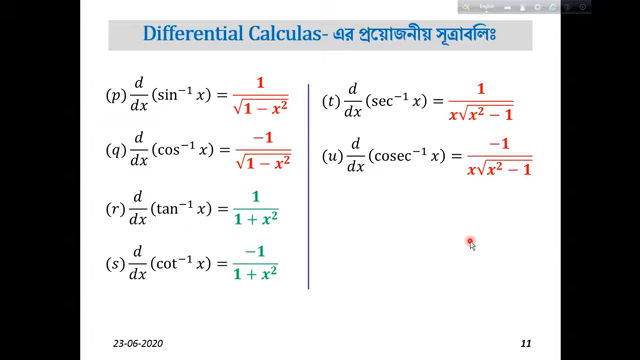 Differential Calculas- এর প্রয়োজনীয় সূত্রাবলিঃ
(p) d/dx (sin⁻¹ x) = 1/√(1 − x²)
(q) d/dx (cos⁻¹ x) = −1/√(1 − x²)
(r) d/dx (tan⁻¹ x) = 1/(1 + x²)
(s) d/dx (cot⁻¹ x) = −1/(1 + x²)
(t) d/dx (sec⁻¹ x) = 1/(x√(x² − 1))
(u) d/dx (cosec⁻¹ x) = −1/(x√(x² − 1))
23-06-2020
11